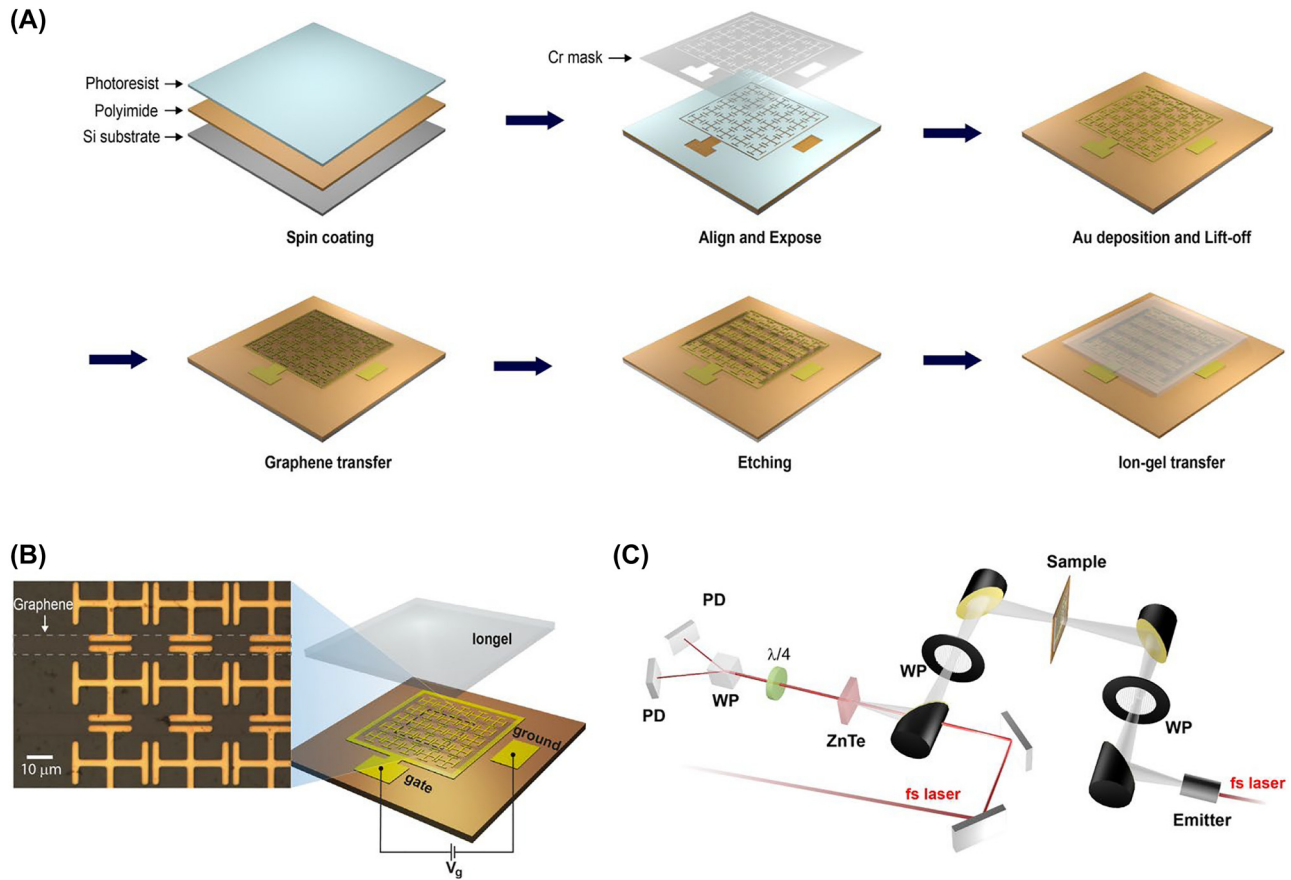 (A)
Photoresist
Polyimide
Si substrate
Spin coating
Cr mask
Align and Expose
Au deposition and Lift-off
Graphene transfer
Etching
Ion-gel transfer
(B)
Graphene
10 μm
Iongel
ground
gate
Vg
(C)
PD
PD
WP
λ/4
ZnTe
WP
Sample
WP
fs laser
fs laser
Emitter